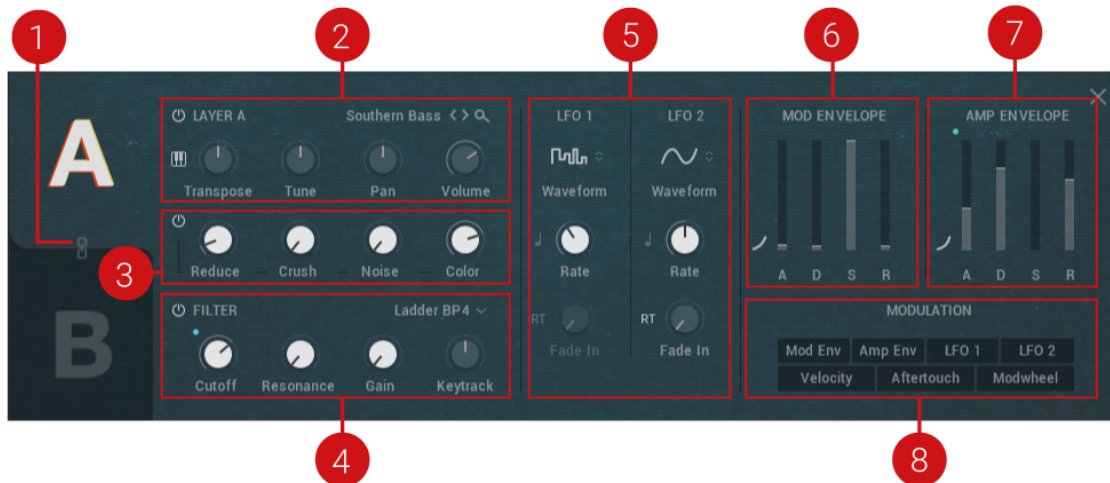 1
2
5
6
7
A
LAYER A Southern Bass
Transpose Tune Pan Volume
3
Reduce Crush Noise Color
B
FILTER Ladder BP4
Cutoff Resonance Gain Keytrack
4
LFO 1 LFO 2
Waveform Waveform
Rate Rate
RT RT
Fade In Fade In
MOD ENVELOPE
A D S R
AMP ENVELOPE
A D S R
MODULATION
Mod Env Amp Env LFO 1 LFO 2
Velocity Aftertouch Modwheel
8